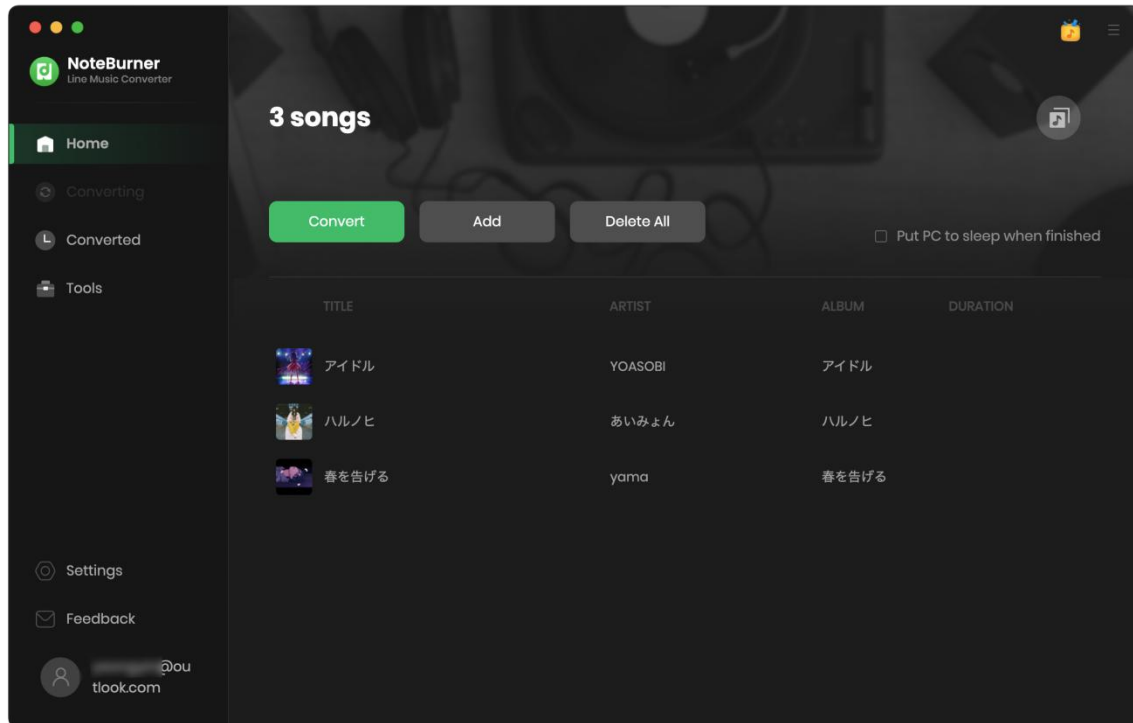 NoteBurner
Line Music Converter
3 songs
Home
Converting
Converted
Tools
Convert
Add
Delete All
Put PC to sleep when finished
TITLE ARTIST ALBUM DURATION
アイドル YOASOBI アイドル
ハルノヒ あいみょん ハルノヒ
春を告げる yama 春を告げる
Settings
Feedback
@ou
tlook.com